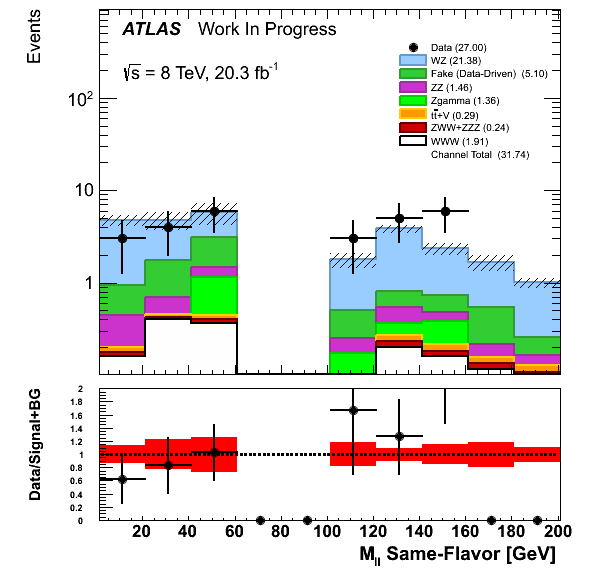 Events
ATLAS Work In Progress
√s = 8 TeV, 20.3 fb⁻¹
Data (27.00)
WZ (21.38)
Fake (Data-Driven) (5.10)
ZZ (1.46)
Zgamma (1.36)
tt̄+V (0.29)
ZWW+ZZZ (0.24)
WWW (1.91)
Channel Total (31.74)
10²
10
1
Data/Signal+BG
2
1.8
1.6
1.4
1.2
1
0.8
0.6
0.4
0.2
0
20 40 60 80 100 120 140 160 180 200
M_ll Same-Flavor [GeV]